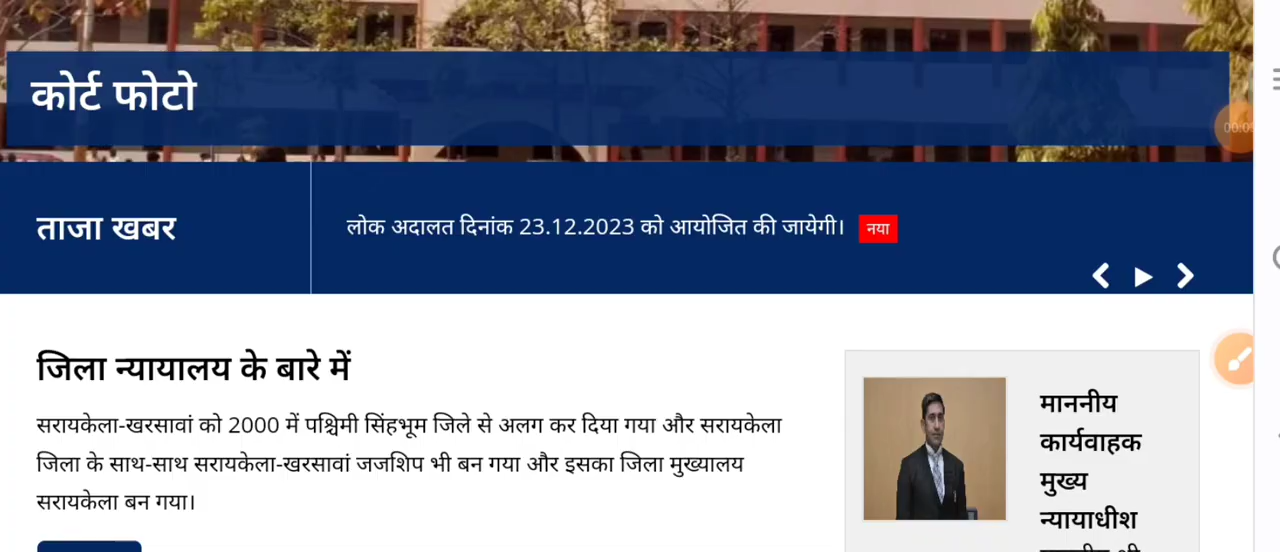 कोर्ट फोटो
ताजा खबर
लोक अदालत दिनांक 23.12.2023 को आयोजित की जायेगी। नया
जिला न्यायालय के बारे में
सरायकेला-खरसावां को 2000 में पश्चिमी सिंहभूम जिले से अलग कर दिया गया और सरायकेला
जिला के साथ-साथ सरायकेला-खरसावां जजशिप भी बन गया और इसका जिला मुख्यालय
सरायकेला बन गया।
माननीय
कार्यवाहक
मुख्य
न्यायाधीश